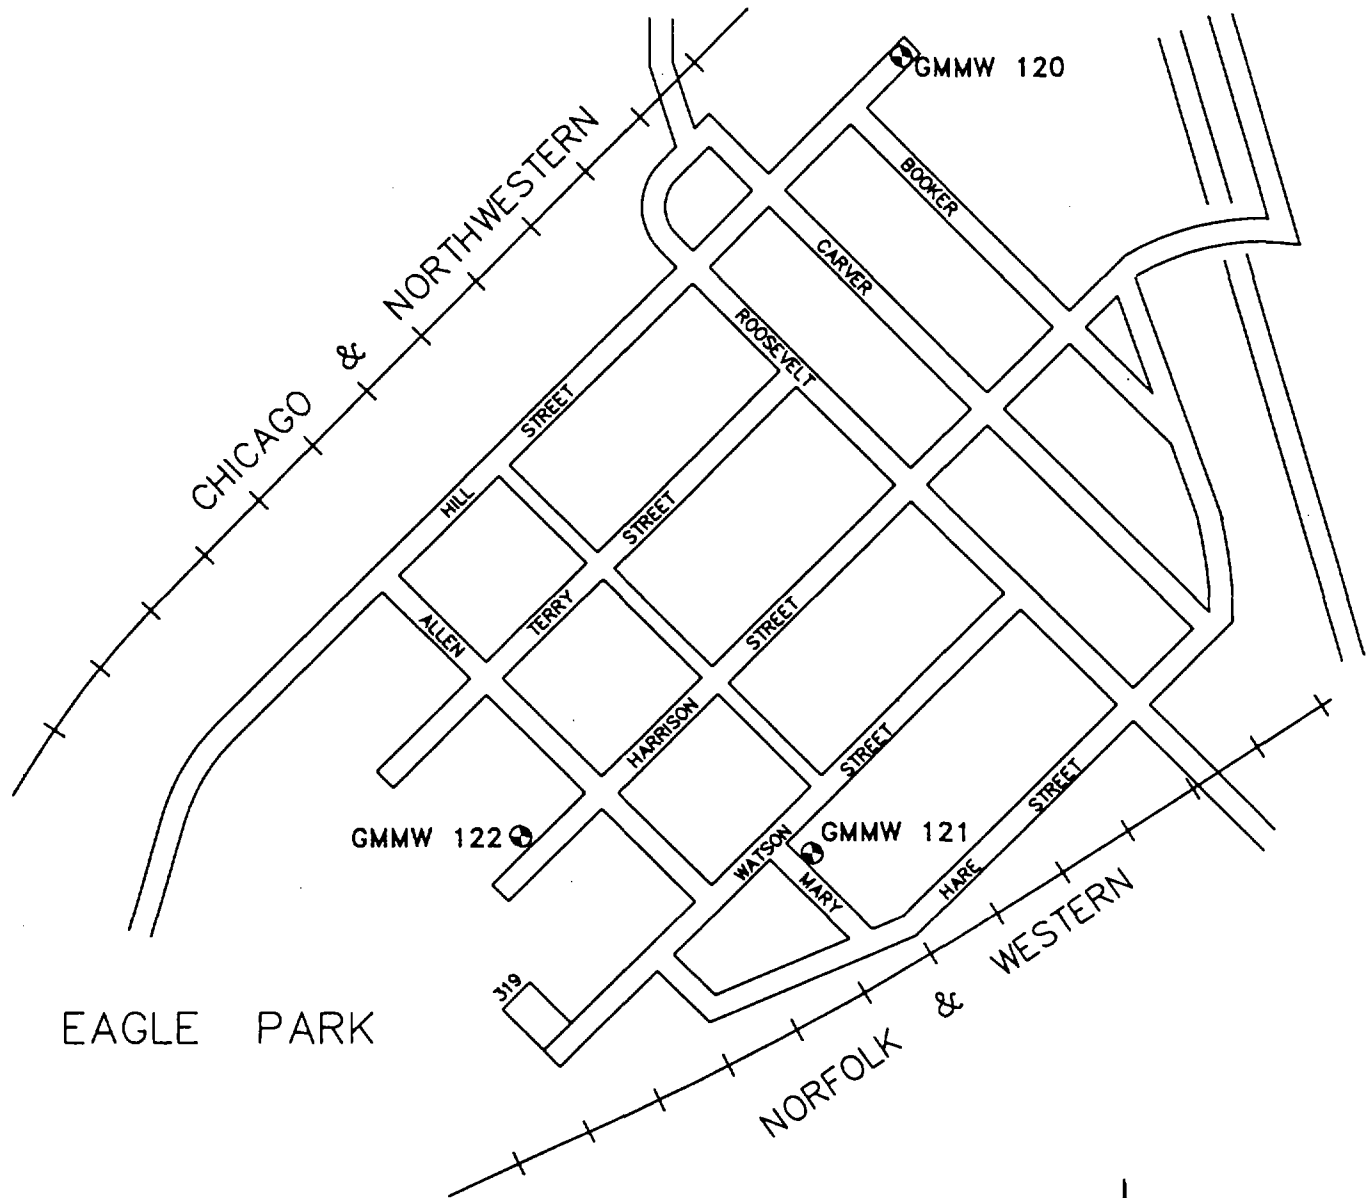 GMMW 120
CHICAGO & NORTHWESTERN
BOOKER
CARVER
ROOSEVELT
HILL STREET
TERRY STREET
ALLEN
HARRISON STREET
WATSON STREET
GMMW 122
GMMW 121
MARY
HARE STREET
319
EAGLE PARK
NORFOLK & WESTERN